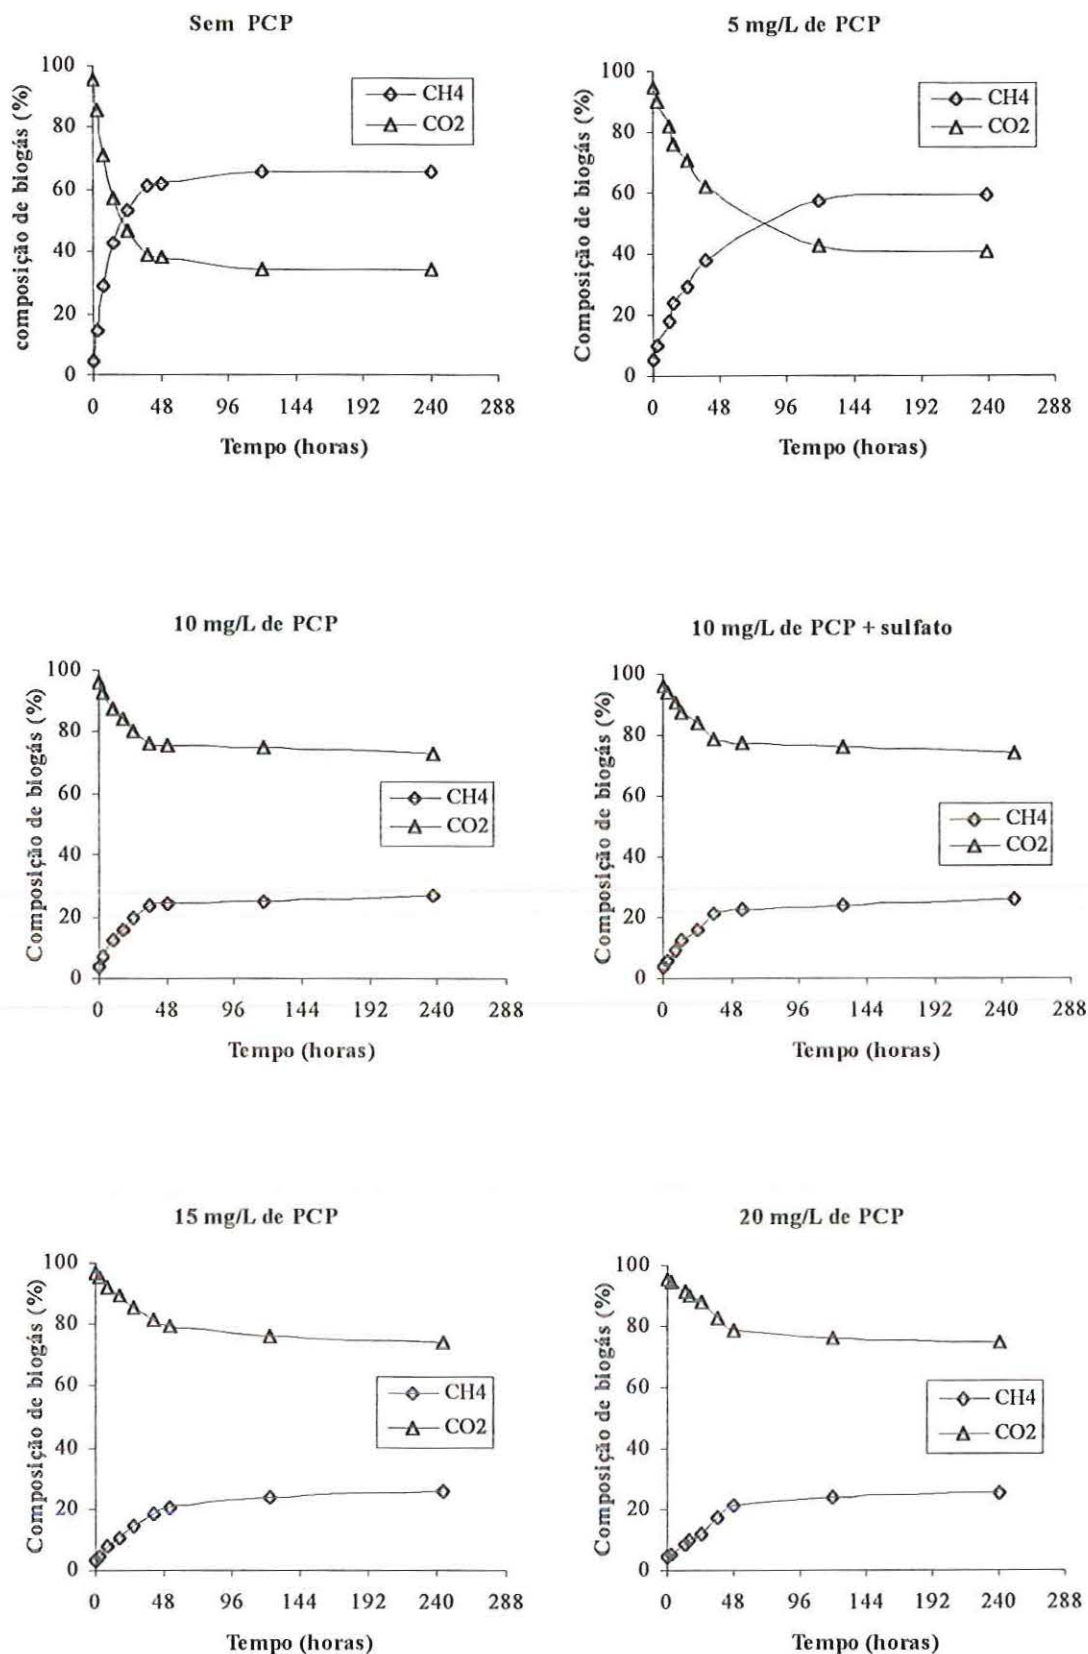 Sem PCP
composição de biogás (%)
100
80
60
40
20
0
CH4
CO2
0 48 96 144 192 240 288
Tempo (horas)
5 mg/L de PCP
Composição de biogás (%)
100
80
60
40
20
0
CH4
CO2
0 48 96 144 192 240 288
Tempo (horas)
10 mg/L de PCP
Composição de biogás (%)
100
80
60
40
20
0
CH4
CO2
0 48 96 144 192 240 288
Tempo (horas)
10 mg/L de PCP + sulfato
Composição de biogás (%)
100
80
60
40
20
0
CH4
CO2
0 48 96 144 192 240 288
Tempo (horas)
15 mg/L de PCP
Composição de biogás (%)
100
80
60
40
20
0
CH4
CO2
0 48 96 144 192 240 288
Tempo (horas)
20 mg/L de PCP
Composição de biogás (%)
100
80
60
40
20
0
CH4
CO2
0 48 96 144 192 240 288
Tempo (horas)